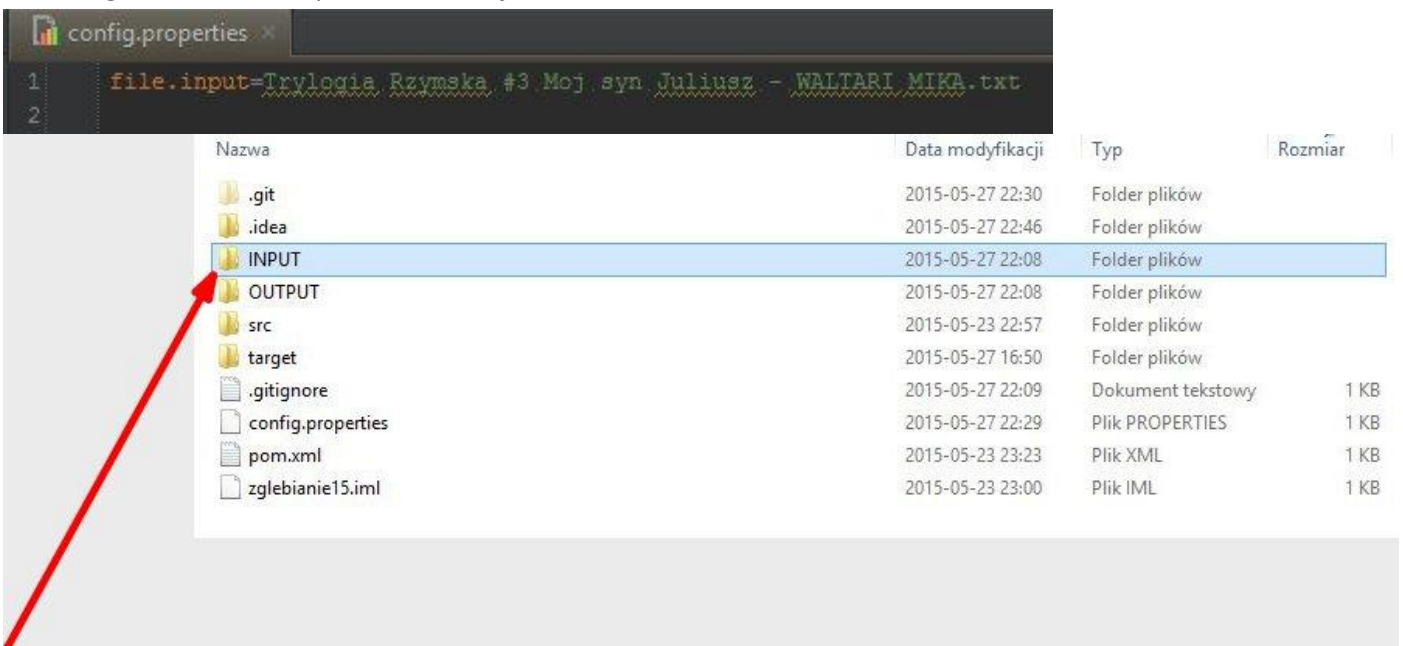 config.properties ×
1 file.input=Trylogia Rzymska #3 Moj syn Juliusz - WALTARI MIKA.txt
2
Nazwa Data modyfikacji Typ Rozmiar
.git 2015-05-27 22:30 Folder plików
.idea 2015-05-27 22:46 Folder plików
INPUT 2015-05-27 22:08 Folder plików
OUTPUT 2015-05-27 22:08 Folder plików
src 2015-05-23 22:57 Folder plików
target 2015-05-27 16:50 Folder plików
.gitignore 2015-05-27 22:09 Dokument tekstowy 1 KB
config.properties 2015-05-27 22:29 Plik PROPERTIES 1 KB
pom.xml 2015-05-23 23:23 Plik XML 1 KB
zglebianie15.iml 2015-05-23 23:00 Plik IML 1 KB